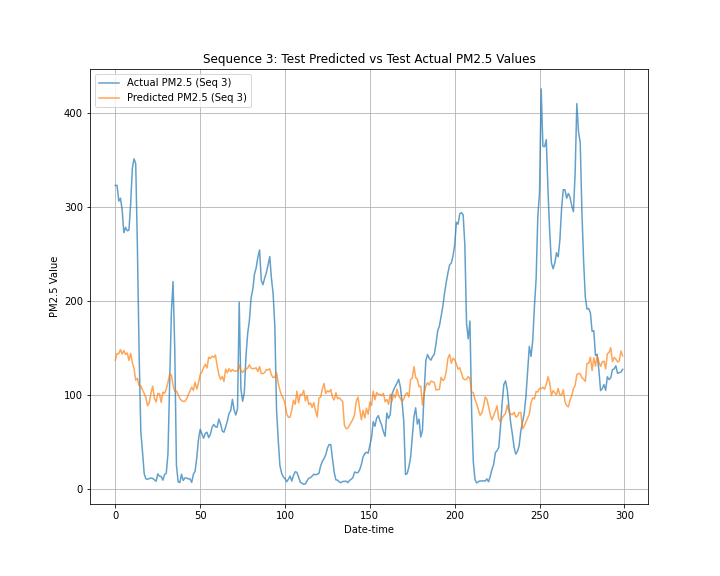 Sequence 3: Test Predicted vs Test Actual PM2.5 Values
Actual PM2.5 (Seq 3)
Predicted PM2.5 (Seq 3)
PM2.5 Value
400
300
200
100
0
0 50 100 150 200 250 300
Date-time